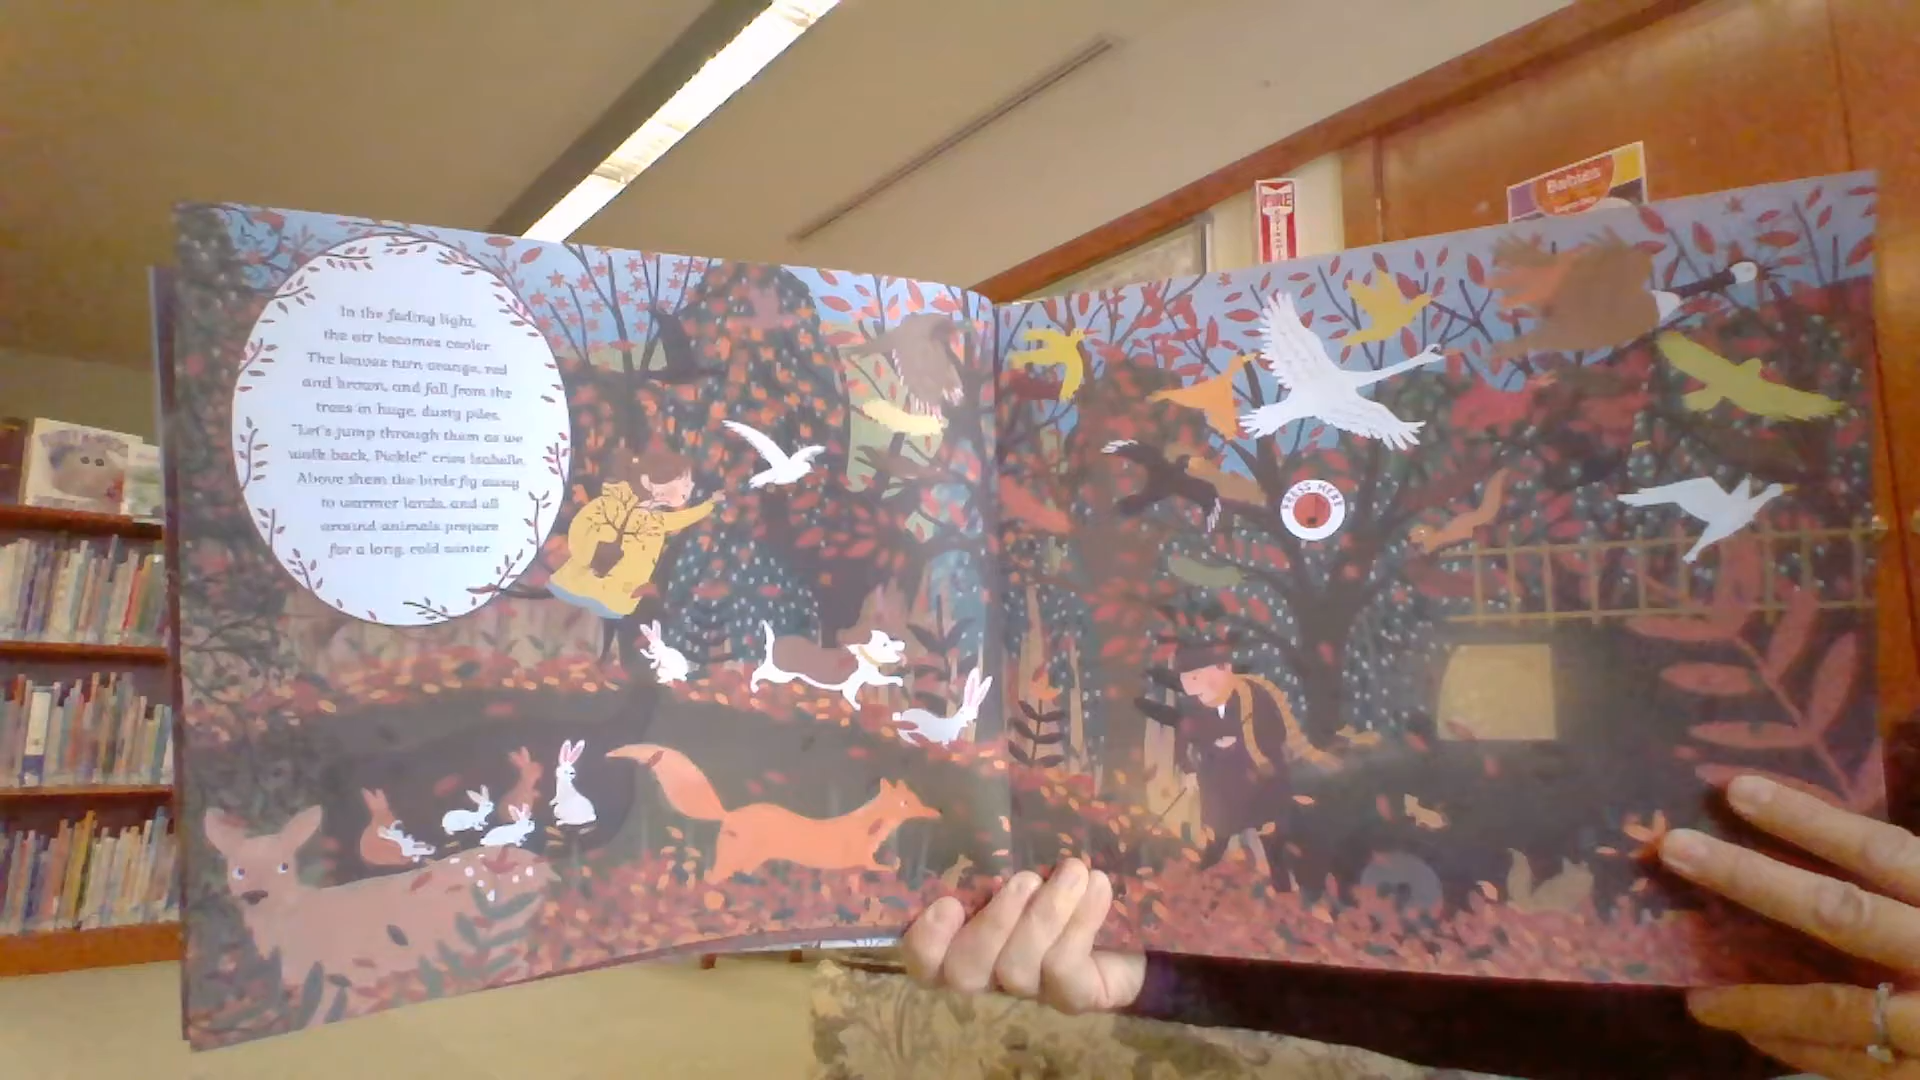 In the fading light,
the air becomes cooler.
The leaves turn orange, red
and brown, and fall from the
trees in huge, dusty piles.
"Let's jump through them as we
walk back, Pickle!" cries Isabelle.
Above them the birds fly away
to warmer lands, and all
around animals prepare
for a long, cold winter.
PRESS HERE
FIRE
Babies